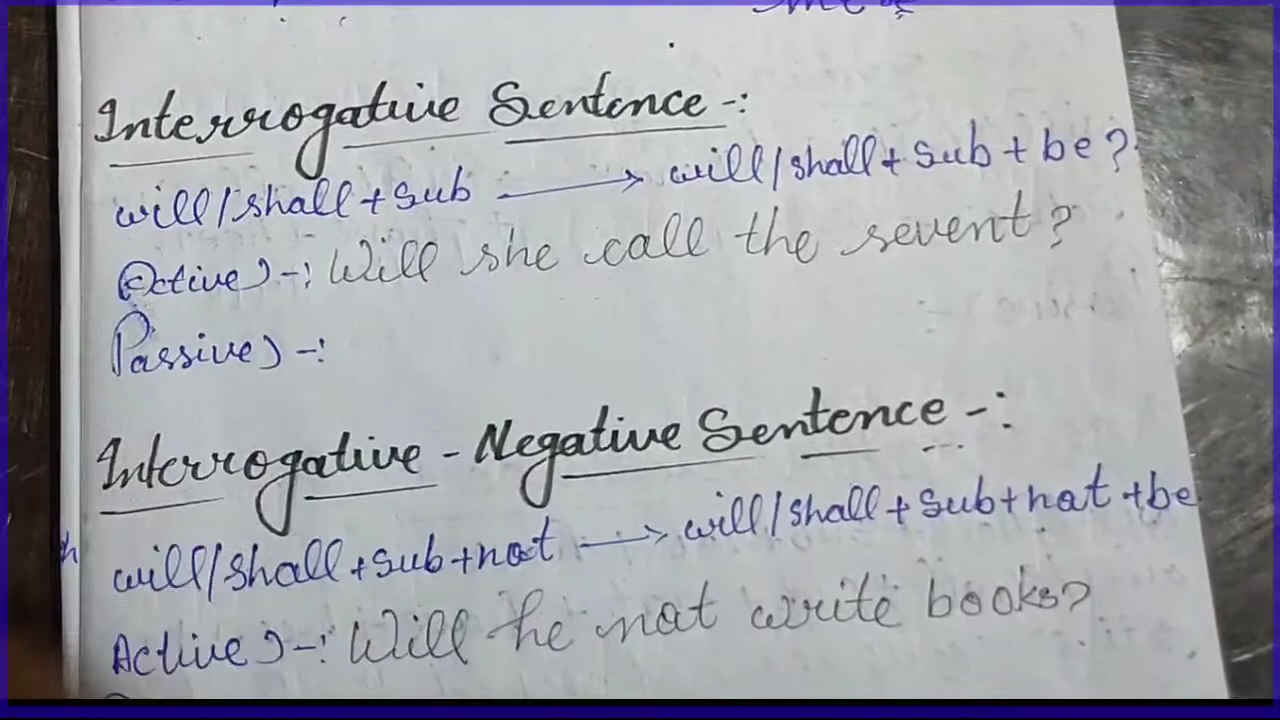 Interrogative Sentence -:
will/shall + sub ⟶ will/shall + sub + be?
Active) -: Will she call the sevent?
Passive) -:
Interrogative - Negative Sentence -:
will/shall + sub + not ⟶ will/shall + sub + not + be
Active) -: Will he not write books?